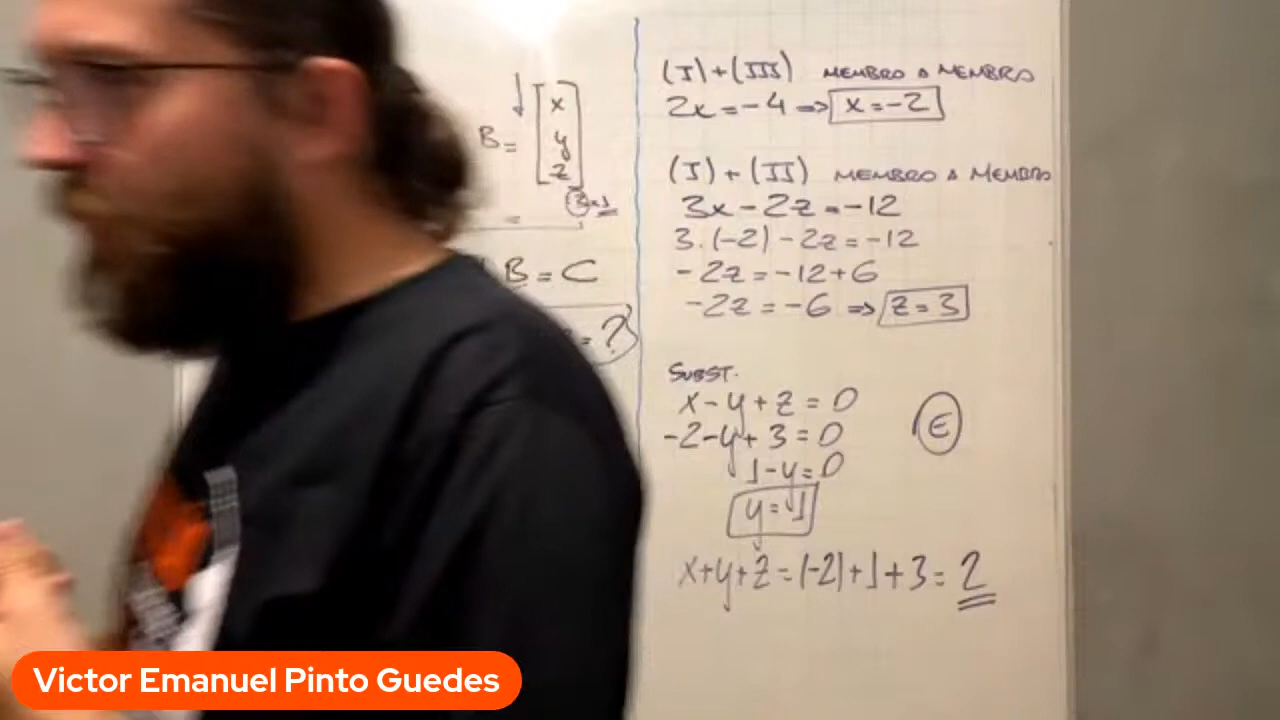 x
B= y
z
=
B = C
= ?
(I)+(III) MEMBRO A MEMBRO
2x = -4 => x = -2
(I) + (II) MEMBRO A MEMBRO
3x - 2z = -12
3.(-2) - 2z = -12
-2z = -12 + 6
-2z = -6 => z = 3
SUBST.
x - y + z = 0
-2 - y + 3 = 0
E
1 - y = 0
y = 1
x + y + z = (-2) + 1 + 3 = 2
Victor Emanuel Pinto Guedes